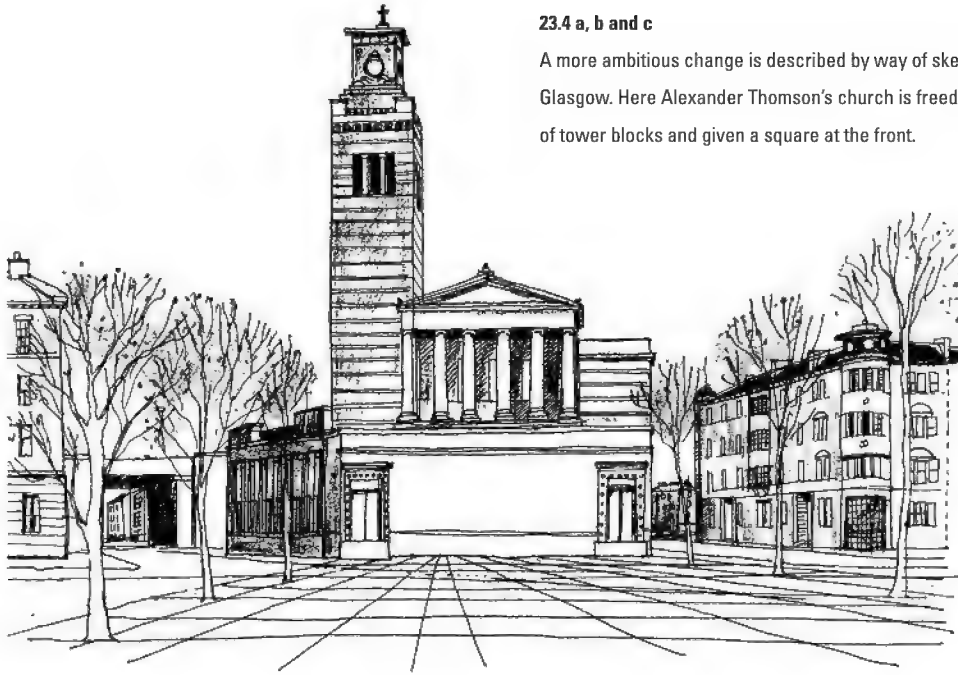 23.4 a, b and c
A more ambitious change is described by way of
Glasgow. Here Alexander Thomson's church is freed
of tower blocks and given a square at the front.